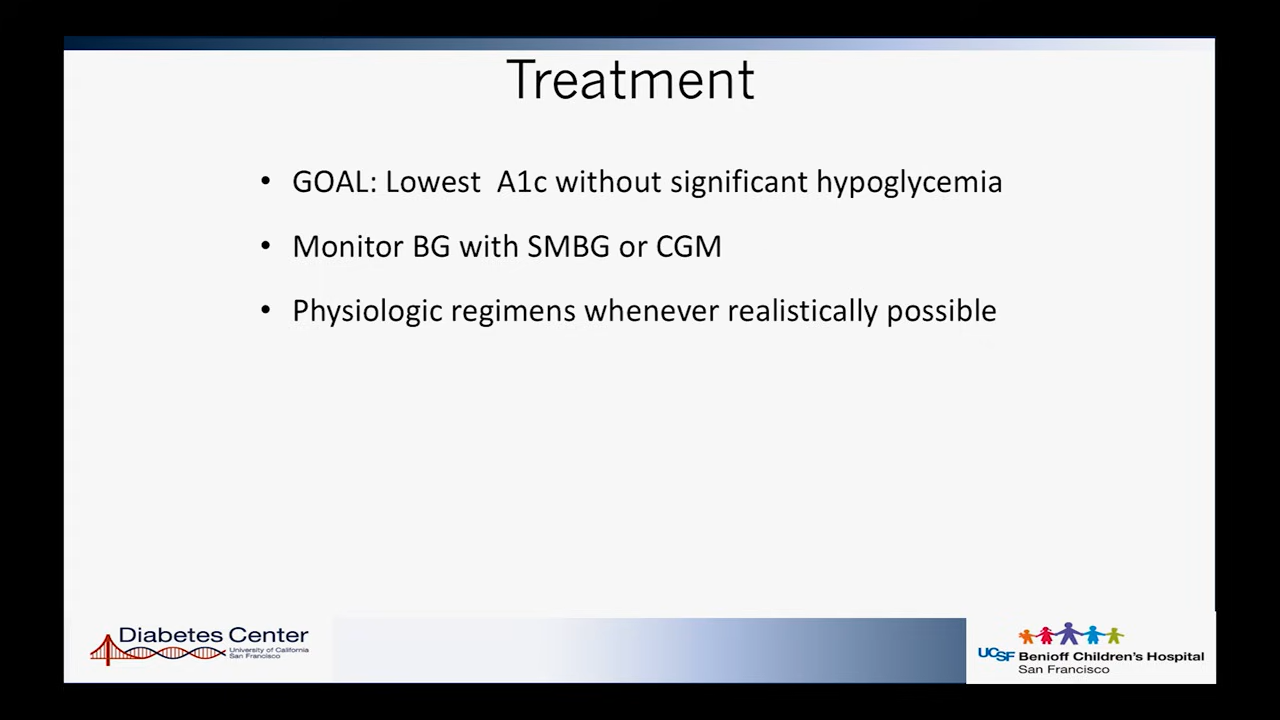 Treatment
• GOAL: Lowest A1c without significant hypoglycemia
• Monitor BG with SMBG or CGM
• Physiologic regimens whenever realistically possible
Diabetes Center
University of California
San Francisco
UCSF Benioff Children's Hospital
San Francisco